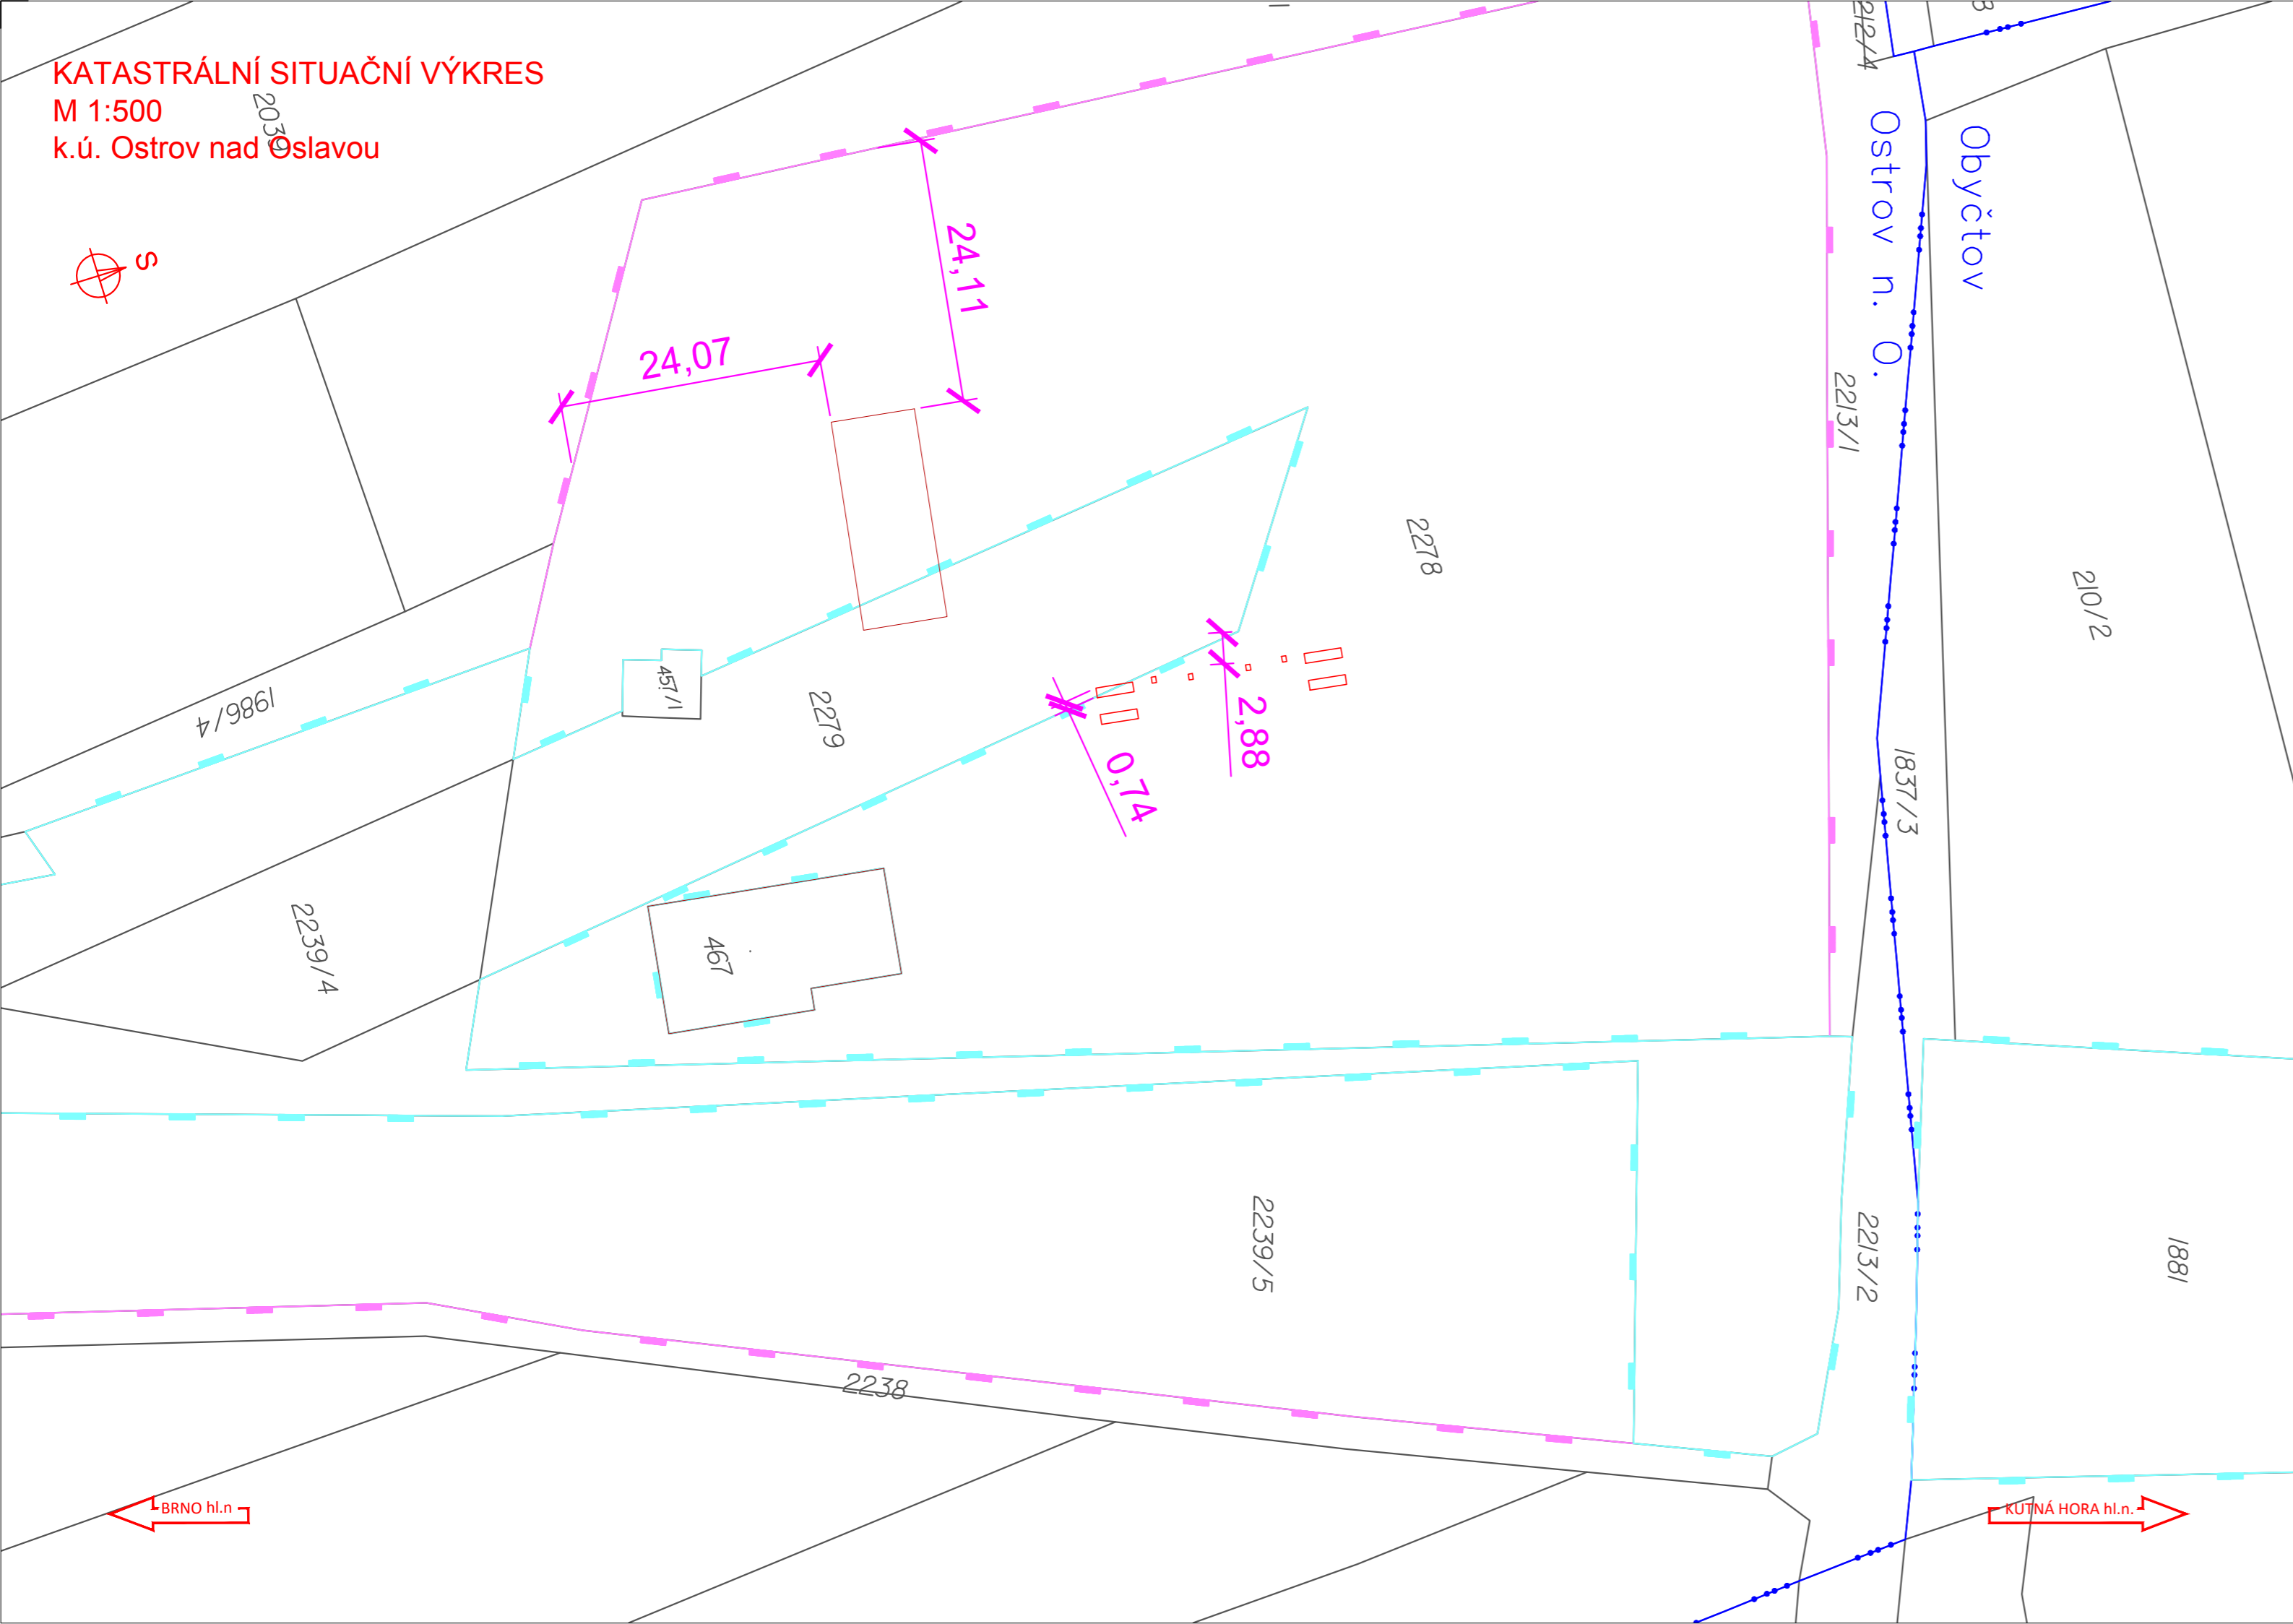 KATASTRÁLNÍ SITUAČNÍ VÝKRES
M 1:500
k.ú. Ostrov nad Oslavou
2039
S
24,11
24,07
212/4
Ostrov n. O.
Obyčtov
2213/1
2278
210/2
457/1
2279
1986/4
2,88
0,74
1837/3
2239/4
467
2239/5
2213/2
1881
2238
BRNO hl.n
KUTNÁ HORA hl.n.